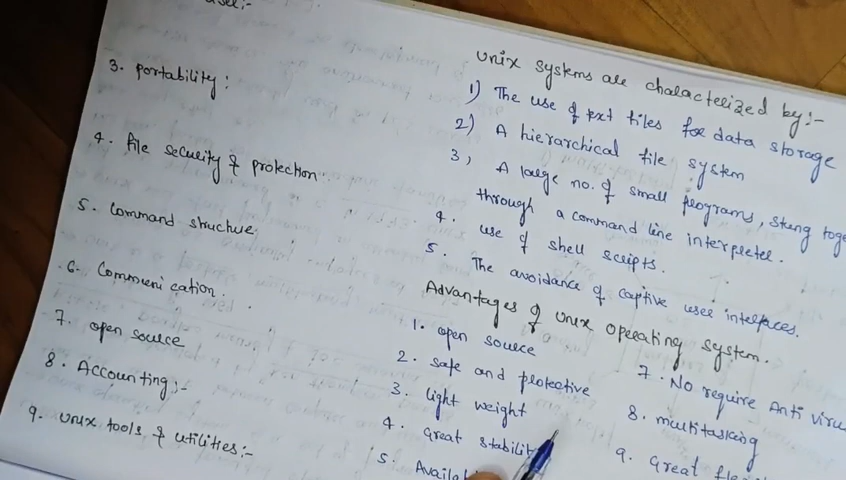 3. portability:
4. file security & protection
5. Command structure
6. Communication.
7. open source
8. Accounting:-
9. Unix tools & utilities:-
Unix systems are characterized by:-
1) The use of text files for data storage
2) A hierarchical file system
3, A large no. of small programs, strung
through a command line interpreter.
4. use of shell scripts.
5. The avoidance of captive user interfaces.
Advantages of Unix operating system.
1. open source
2. safe and protective
3. light weight
4. Great
5.
7. No require Anti
8. multitasking
9. Great